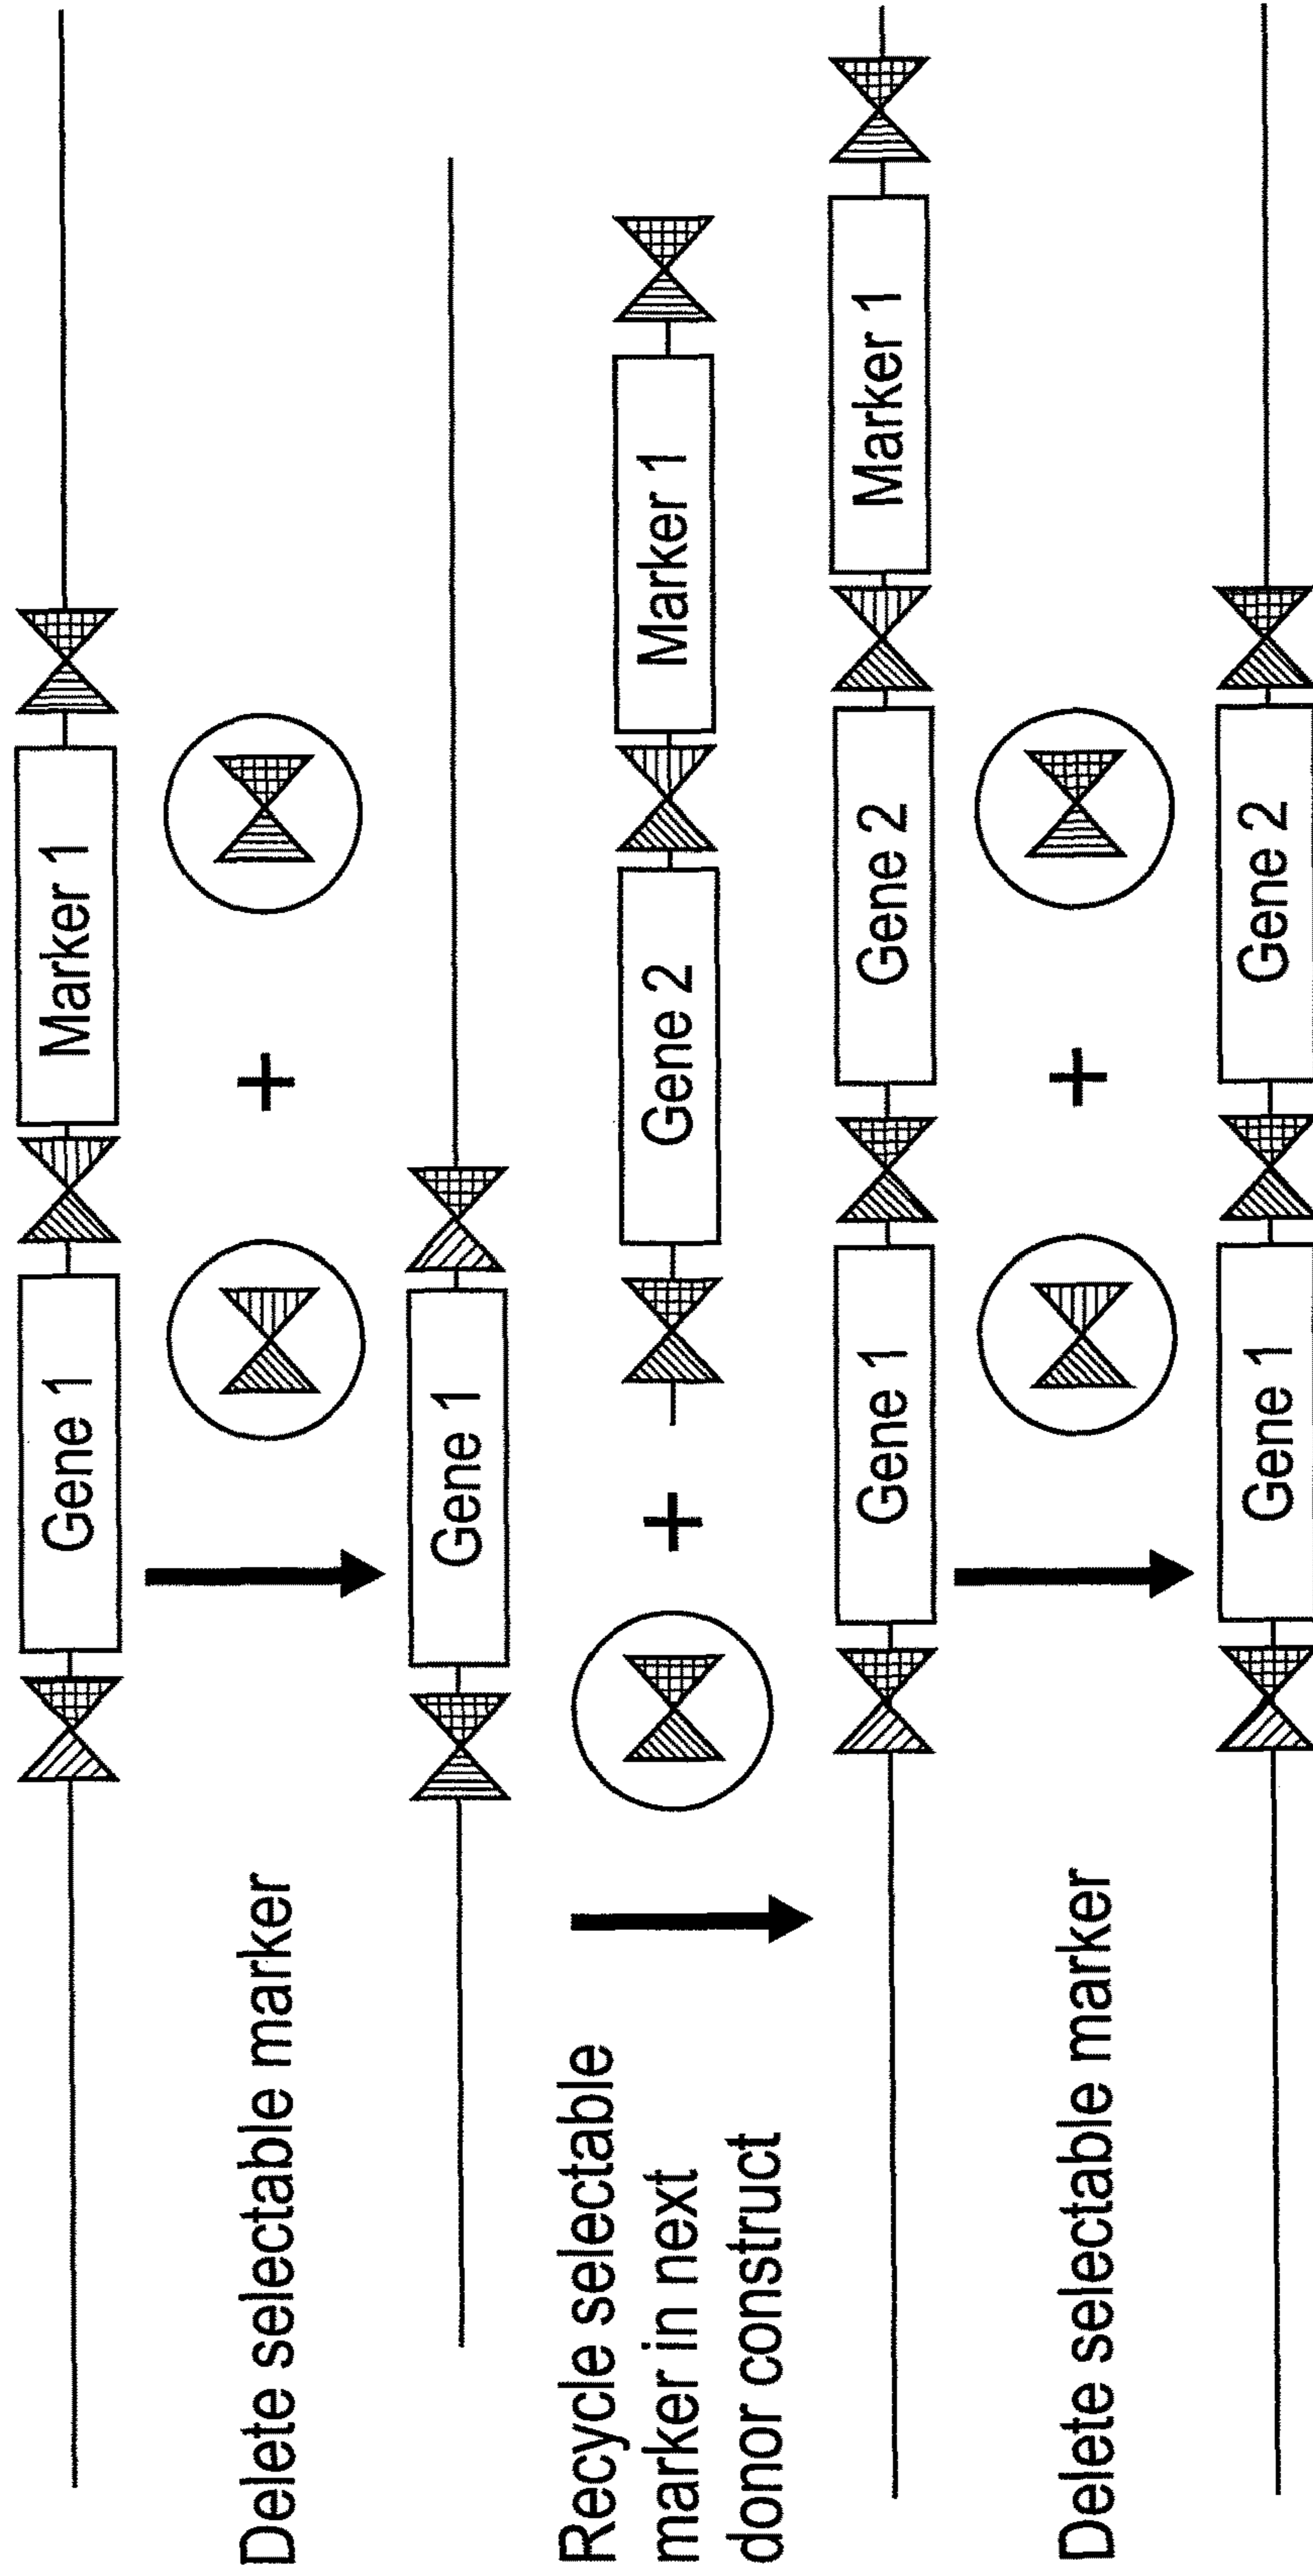 Gene 1 Marker 1
Delete selectable marker
+
Gene 1
Recycle selectable
marker in next
donor construct
+ Gene 2 Marker 1
Gene 1 Gene 2 Marker 1
Delete selectable marker
+
Gene 1 Gene 2